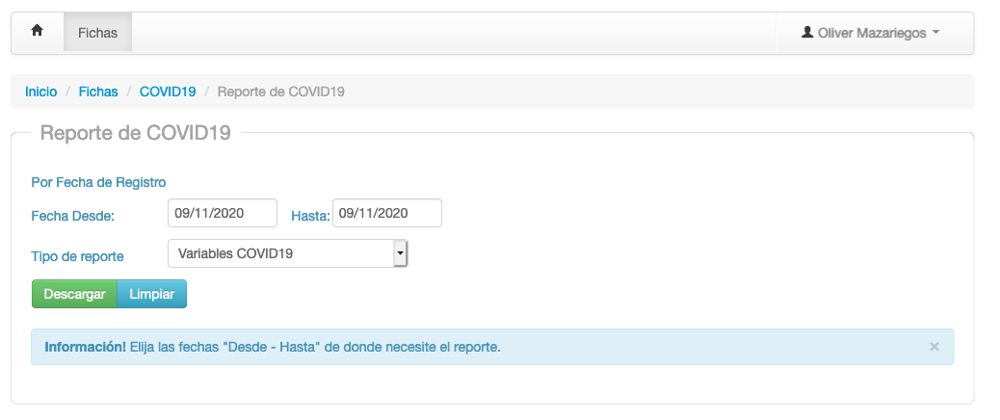 Fichas Oliver Mazariegos
Inicio / Fichas / COVID19 / Reporte de COVID19
Reporte de COVID19
Por Fecha de Registro
Fecha Desde: 09/11/2020 Hasta: 09/11/2020
Tipo de reporte Variables COVID19
Descargar Limpiar
Información! Elija las fechas "Desde - Hasta" de donde necesite el reporte. ×